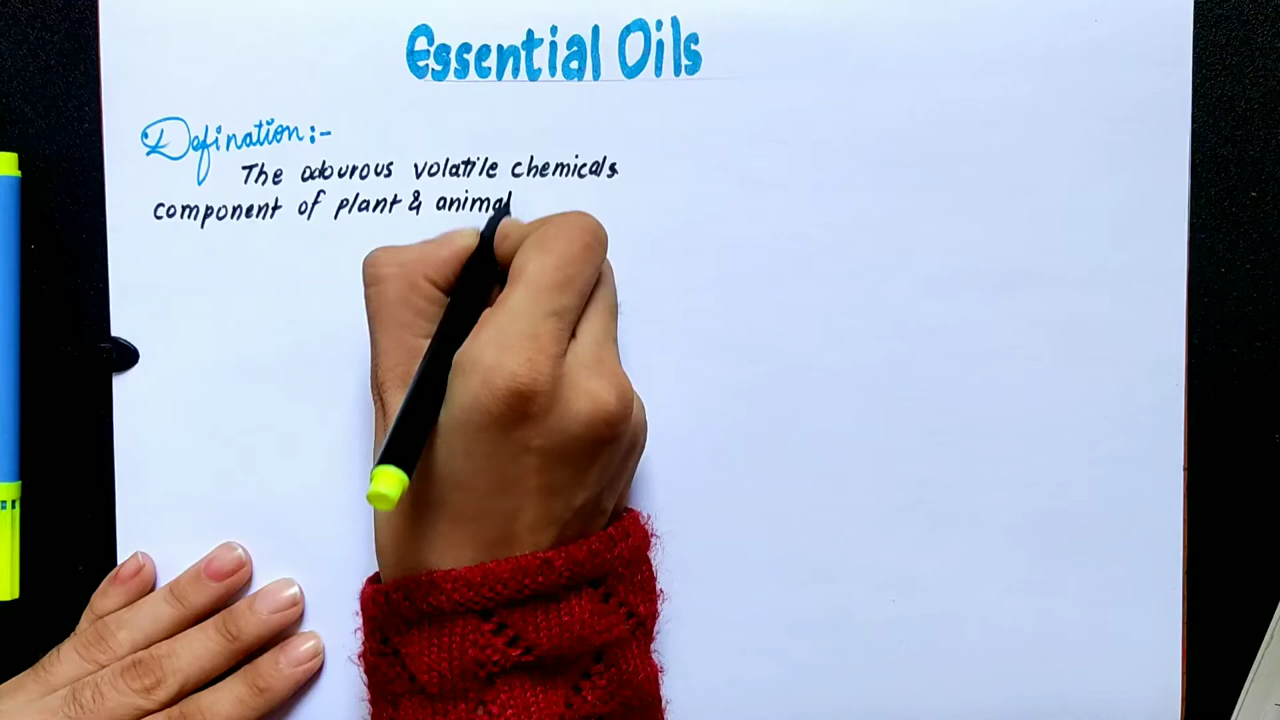 Essential Oils
Defination:-
The odourous volatile chemicals
component of plant & animal